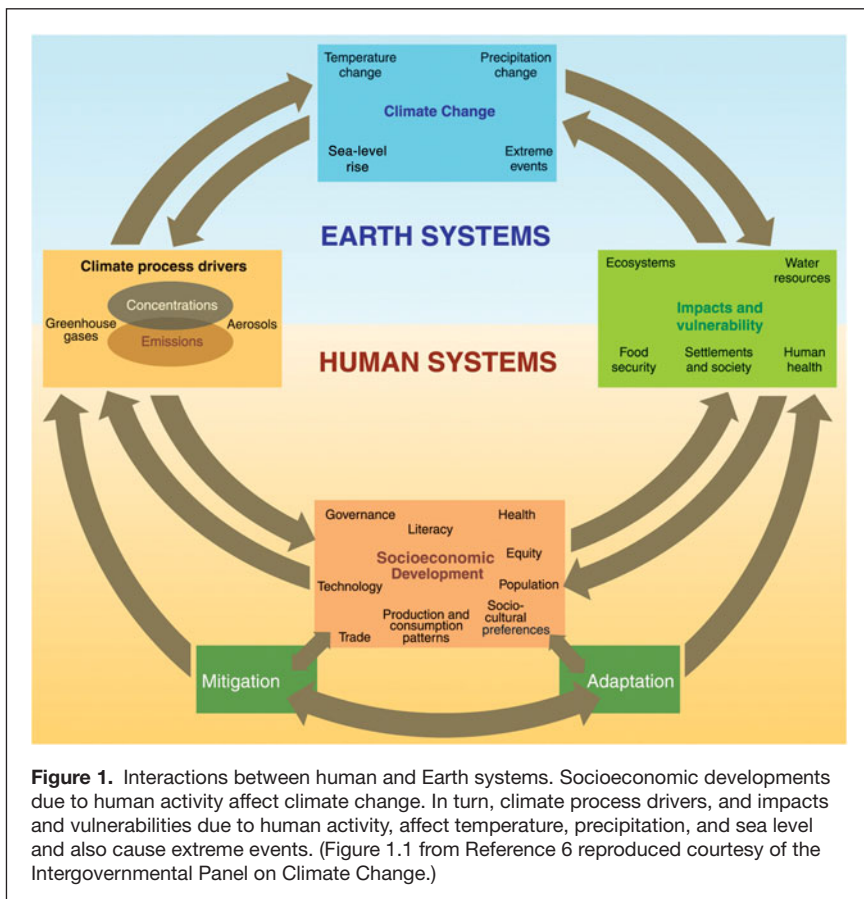 Temperature
change
Precipitation
change
Climate Change
Sea-level
rise
Extreme
events
EARTH SYSTEMS
Climate process drivers
Concentrations
Greenhouse
gases
Aerosols
Emissions
Ecosystems
Water
resources
Impacts and
vulnerability
Food
security
Settlements
and society
Human
health
HUMAN SYSTEMS
Governance
Literacy
Health
Socioeconomic
Development
Equity
Technology
Population
Trade
Production and
consumption
patterns
Socio-
cultural
preferences
Mitigation
Adaptation
Figure 1. Interactions between human and Earth systems. Socioeconomic developments
due to human activity affect climate change. In turn, climate process drivers, and impacts
and vulnerabilities due to human activity, affect temperature, precipitation, and sea level
and also cause extreme events. (Figure 1.1 from Reference 6 reproduced courtesy of the
Intergovernmental Panel on Climate Change.)